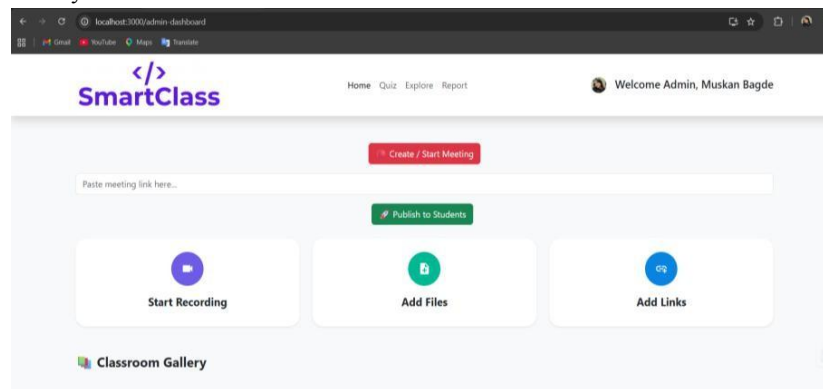 localhost:3000/admin-dashboard
Gmail YouTube Maps Translate
</>
SmartClass
Home Quiz Explore Report
Welcome Admin, Muskan Bagde
Create / Start Meeting
Paste meeting link here...
Publish to Students
Start Recording
Add Files
Add Links
Classroom Gallery